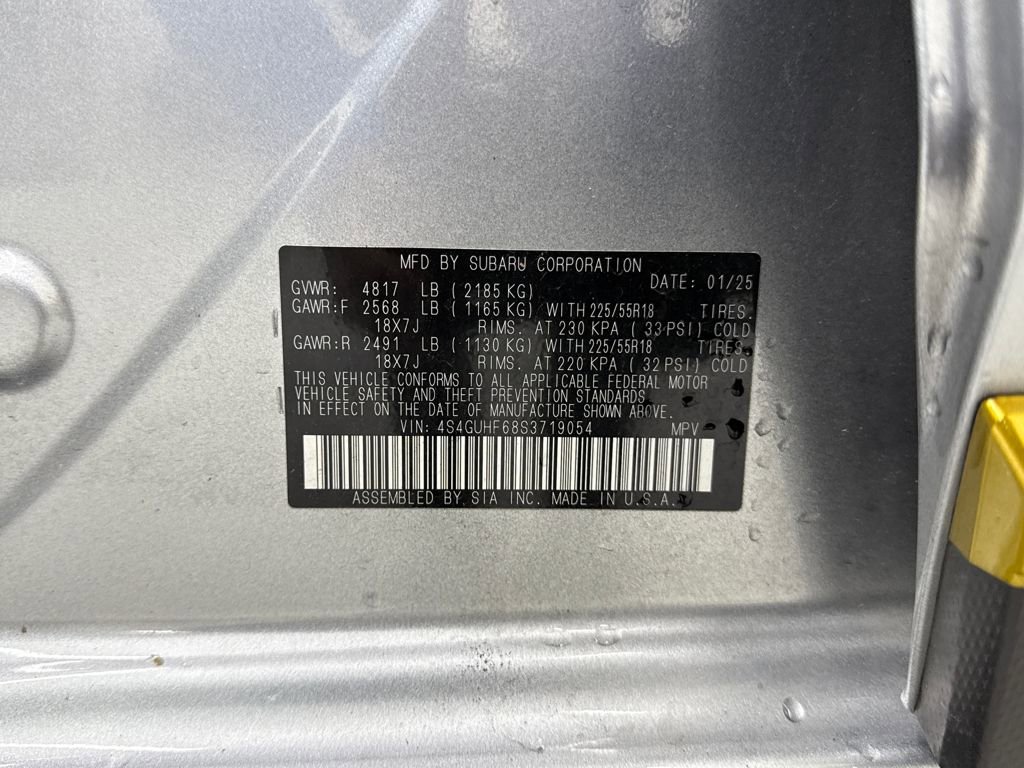 MFD BY SUBARU CORPORATION
DATE: 01/25
GVWR: 4817 LB ( 2185 KG)
GAWR:F 2568 LB ( 1165 KG) WITH 225/55R18 TIRES.
18X7J RIMS. AT 230 KPA ( 33 PSI) COLD
GAWR:R 2491 LB ( 1130 KG) WITH 225/55R18 TIRES.
18X7J RIMS. AT 220 KPA ( 32 PSI) COLD
THIS VEHICLE CONFORMS TO ALL APPLICABLE FEDERAL MOTOR
VEHICLE SAFETY AND THEFT PREVENTION STANDARDS
IN EFFECT ON THE DATE OF MANUFACTURE SHOWN ABOVE.
VIN: 4S4GUHF68S3719054 MPV
ASSEMBLED BY SIA INC. MADE IN U.S.A.